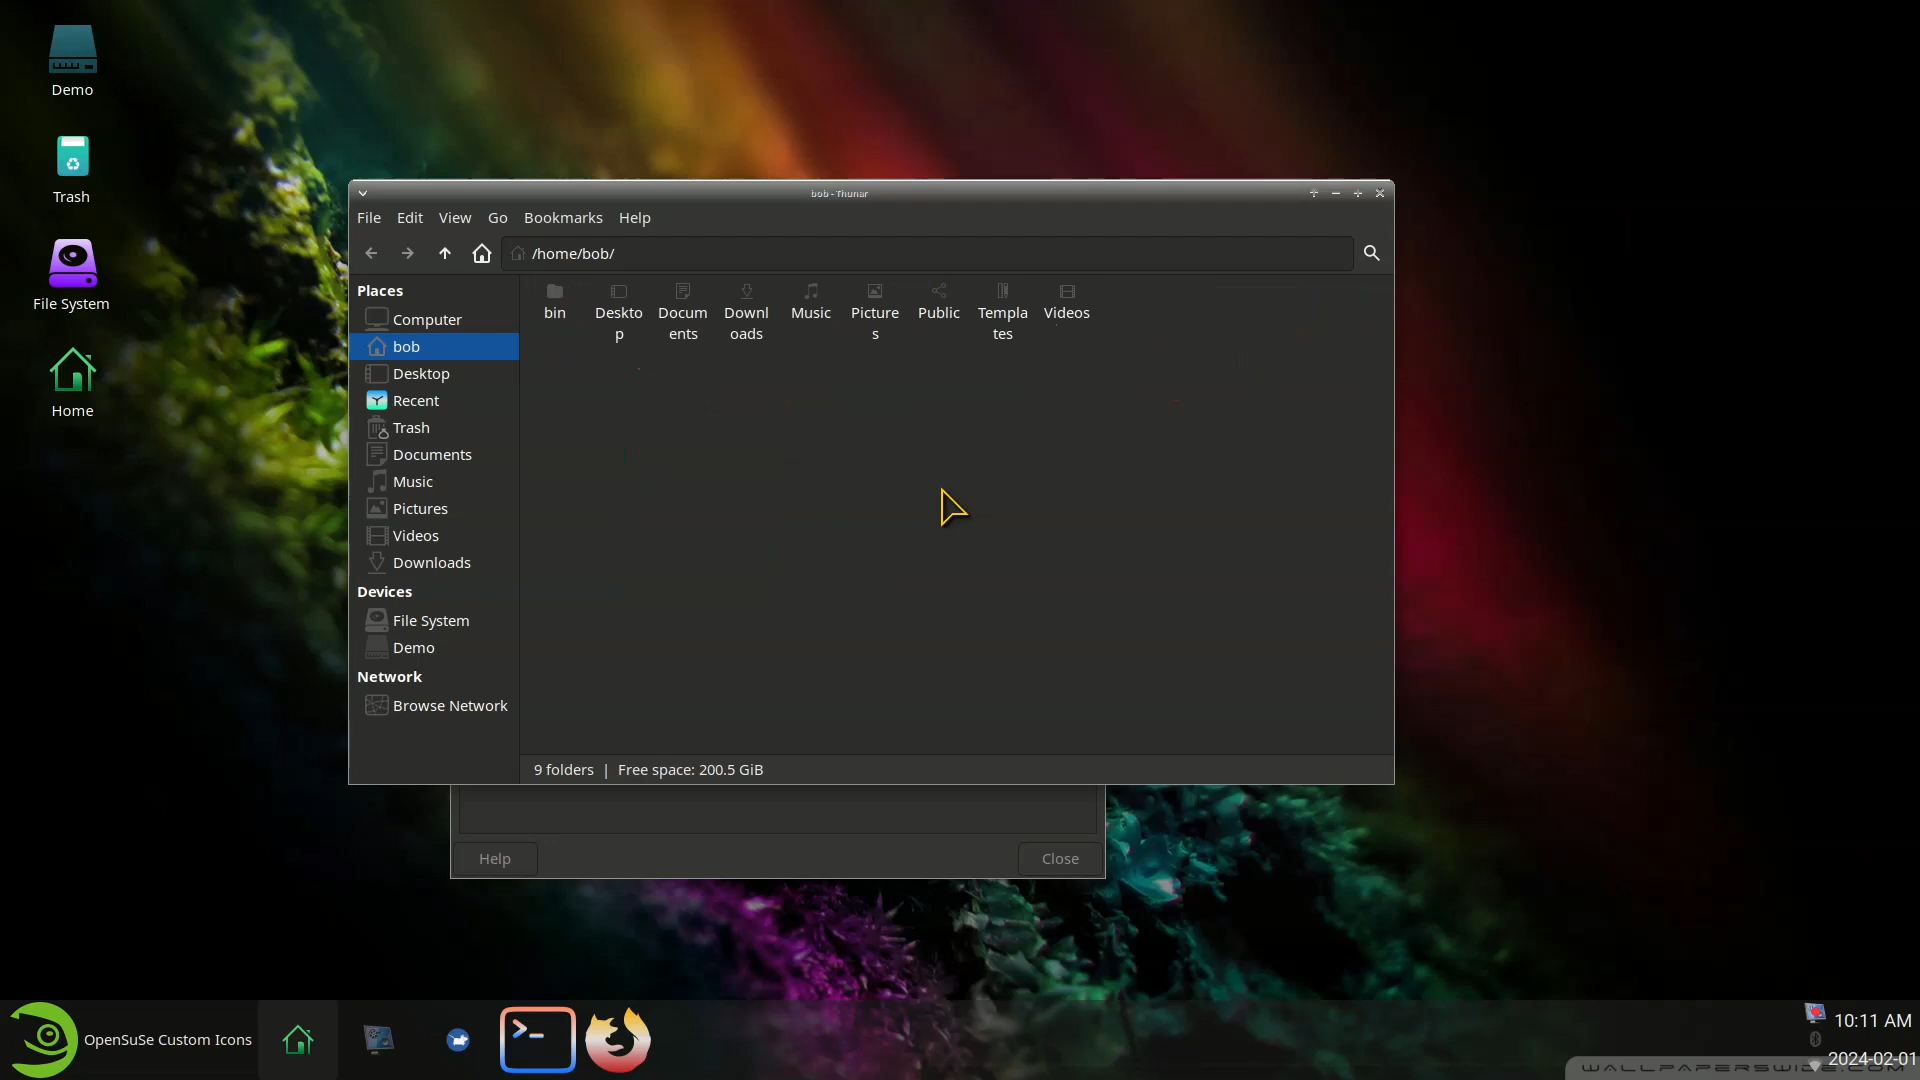 Demo
Trash
File System
Home
bob - Thunar
File Edit View Go Bookmarks Help
/home/bob/
Places
Computer
bob
Desktop
Recent
Trash
Documents
Music
Pictures
Videos
Downloads
Devices
File System
Demo
Network
Browse Network
bin
Deskto
p
Docum
ents
Downl
oads
Music
Picture
s
Public
Templa
tes
Videos
9 folders | Free space: 200.5 GiB
Help
Close
OpenSuSe Custom Icons
10:11 AM
2024-02-01
WALLPAPERSWIDE.COM